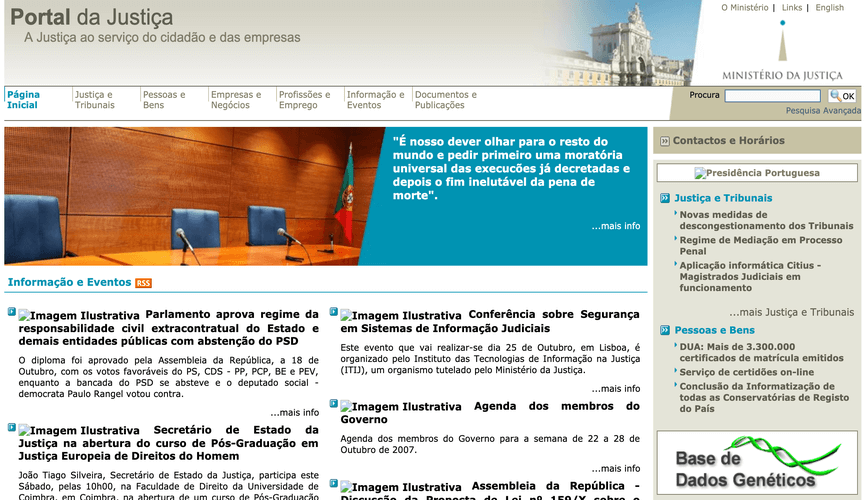 Portal da Justiça
A Justiça ao serviço do cidadão e das empresas
O Ministério | Links | English
MINISTÉRIO DA JUSTIÇA
Página
Inicial
Justiça e
Tribunais
Pessoas e
Bens
Empresas e
Negócios
Profissões e
Emprego
Informação e
Eventos
Documentos e
Publicações
Procura
OK
Pesquisa Avançada
"É nosso dever olhar para o resto do
mundo e pedir primeiro uma moratória
universal das execucões já decretadas e
depois o fim inelutável da pena de
morte".
...mais info
Informação e Eventos RSS
Imagem Ilustrativa Parlamento aprova regime da
responsabilidade civil extracontratual do Estado e
demais entidades públicas com abstenção do PSD
O diploma foi aprovado pela Assembleia da República, a 18 de
Outubro, com os votos favoráveis do PS, CDS - PP, PCP, BE e PEV,
enquanto a bancada do PSD se absteve e o deputado social -
democrata Paulo Rangel votou contra.
...mais info
Imagem Ilustrativa Secretário de Estado da
Justiça na abertura do curso de Pós-Graduação em
Justiça Europeia de Direitos do Homem
João Tiago Silveira, Secretário de Estado da Justiça, participa este
Sábado, pelas 10h00, na Faculdade de Direito da Universidade de
Coimbra, em Coimbra, na abertura de um curso de Pós-Graduação
Imagem Ilustrativa Conferência sobre Segurança
em Sistemas de Informação Judiciais
Este evento que vai realizar-se dia 25 de Outubro, em Lisboa, é
organizado pelo Instituto das Tecnologias de Informação na Justiça
(ITIJ), um organismo tutelado pelo Ministério da Justiça.
...mais info
Imagem Ilustrativa Agenda dos membros do
Governo
Agenda dos membros do Governo para a semana de 22 a 28 de
Outubro de 2007.
...mais info
Imagem Ilustrativa Assembleia da República -
Discussão da Proposta de Lei nº 159/X sobre o
Contactos e Horários
Presidência Portuguesa
Justiça e Tribunais
Novas medidas de
descongestionamento dos Tribunais
Regime de Mediação em Processo
Penal
Aplicação informática Citius -
Magistrados Judiciais em
funcionamento
...mais Justiça e Tribunais
Pessoas e Bens
DUA: Mais de 3.300.000
certificados de matrícula emitidos
Serviço de certidões on-line
Conclusão da Informatização de
todas as Conservatórias de Registo
do País
Base de
Dados Genéticos